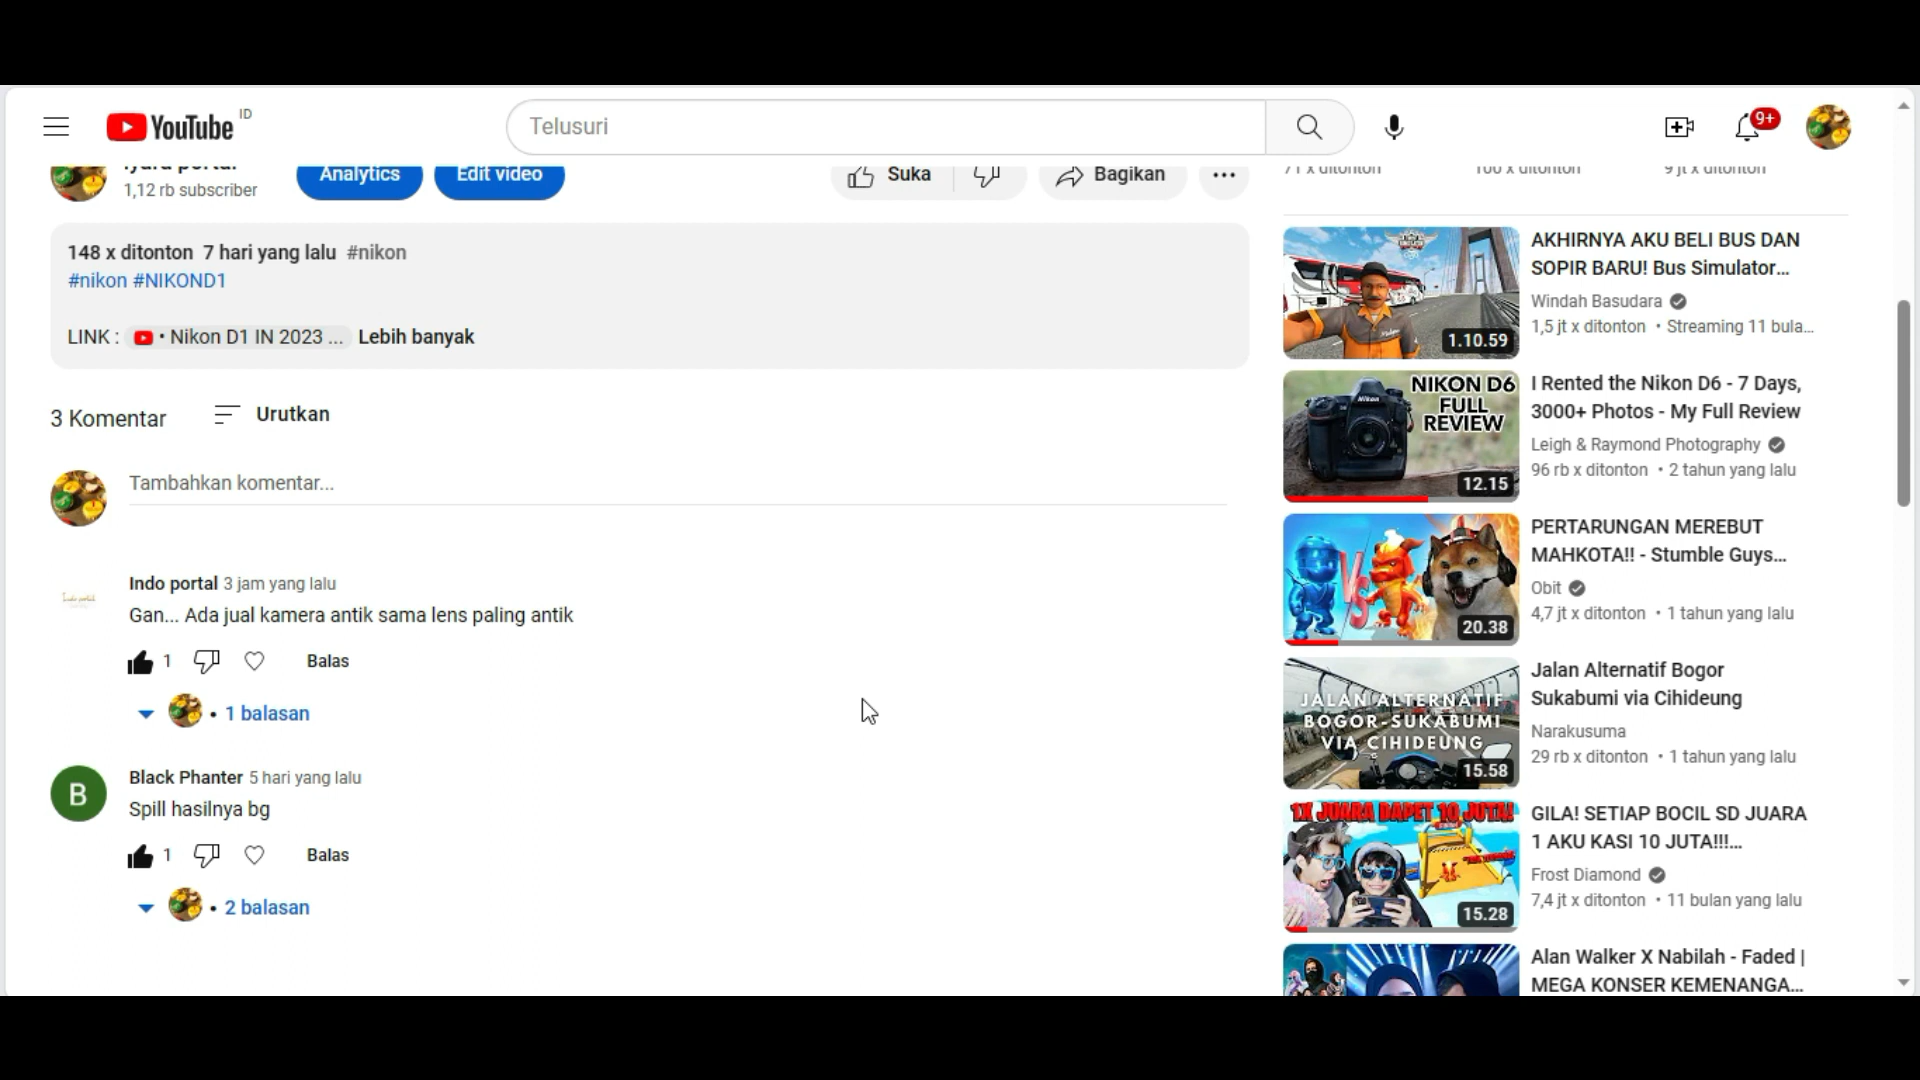 YouTube ID
Telusuri
9+
1,12 rb subscriber
Analytics
Edit video
Suka
Bagikan
148 x ditonton 7 hari yang lalu #nikon
#nikon #NIKOND1
LINK : • Nikon D1 IN 2023 ... Lebih banyak
3 Komentar
Urutkan
Tambahkan komentar...
Indo portal 3 jam yang lalu
Gan... Ada jual kamera antik sama lens paling antik
1
Balas
• 1 balasan
B
Black Phanter 5 hari yang lalu
Spill hasilnya bg
1
Balas
• 2 balasan
1.10.59
AKHIRNYA AKU BELI BUS DAN
SOPIR BARU! Bus Simulator...
Windah Basudara
1,5 jt x ditonton • Streaming 11 bula...
NIKON D6
FULL
REVIEW
12.15
I Rented the Nikon D6 - 7 Days,
3000+ Photos - My Full Review
Leigh & Raymond Photography
96 rb x ditonton • 2 tahun yang lalu
VS
20.38
PERTARUNGAN MEREBUT
MAHKOTA!! - Stumble Guys...
Obit
4,7 jt x ditonton • 1 tahun yang lalu
JALAN ALTERNATIF
BOGOR-SUKABUMI
VIA CIHIDEUNG
15.58
Jalan Alternatif Bogor
Sukabumi via Cihideung
Narakusuma
29 rb x ditonton • 1 tahun yang lalu
1X JUARA DAPET 10 JUTA!
15.28
GILA! SETIAP BOCIL SD JUARA
1 AKU KASI 10 JUTA!!!...
Frost Diamond
7,4 jt x ditonton • 11 bulan yang lalu
Alan Walker X Nabilah - Faded |
MEGA KONSER KEMENANGA...